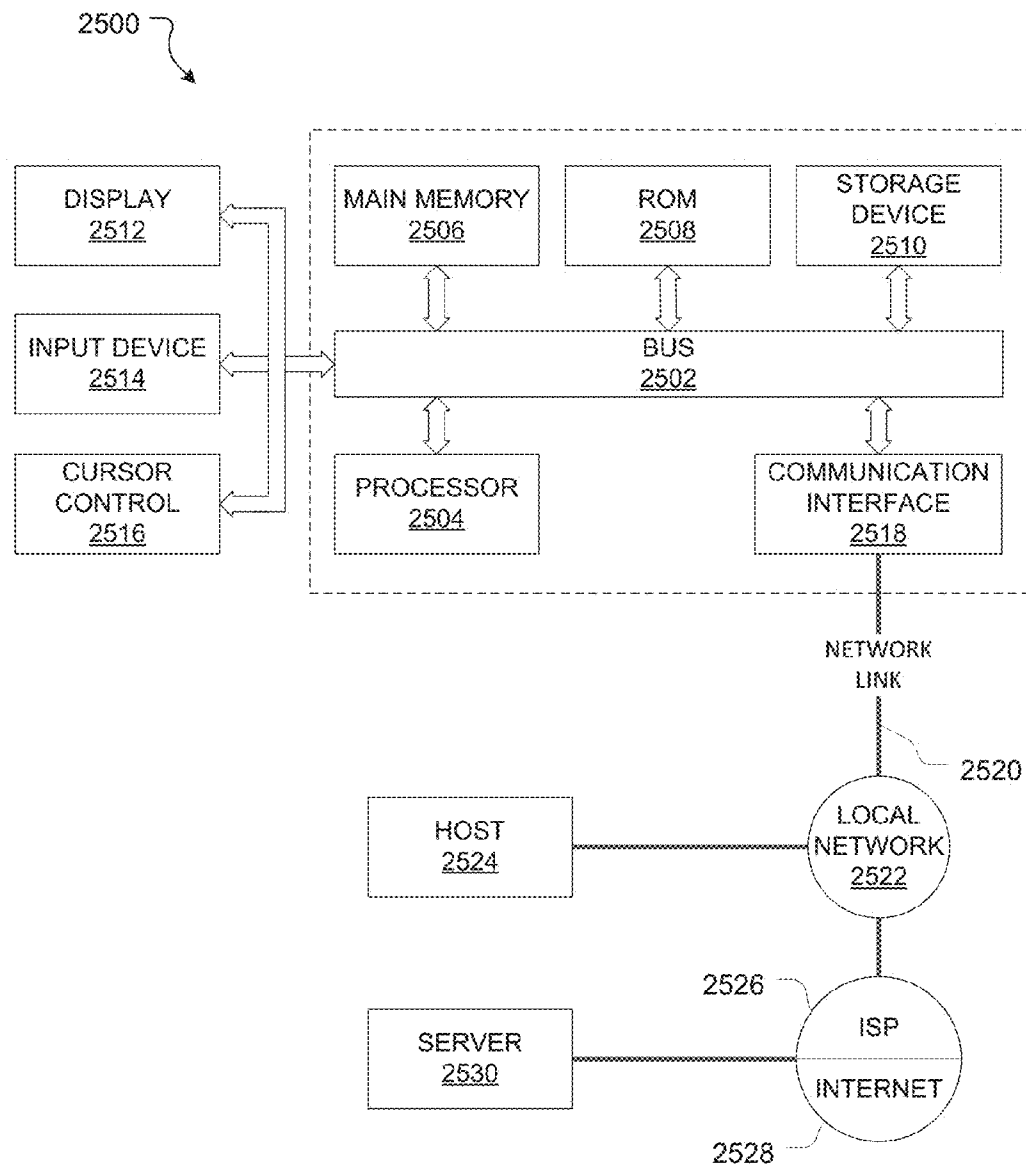 2500
DISPLAY
2512
MAIN MEMORY
2506
ROM
2508
STORAGE
DEVICE
2510
INPUT DEVICE
2514
BUS
2502
CURSOR
CONTROL
2516
PROCESSOR
2504
COMMUNICATION
INTERFACE
2518
NETWORK
LINK
2520
HOST
2524
LOCAL
NETWORK
2522
2526
ISP
SERVER
2530
INTERNET
2528